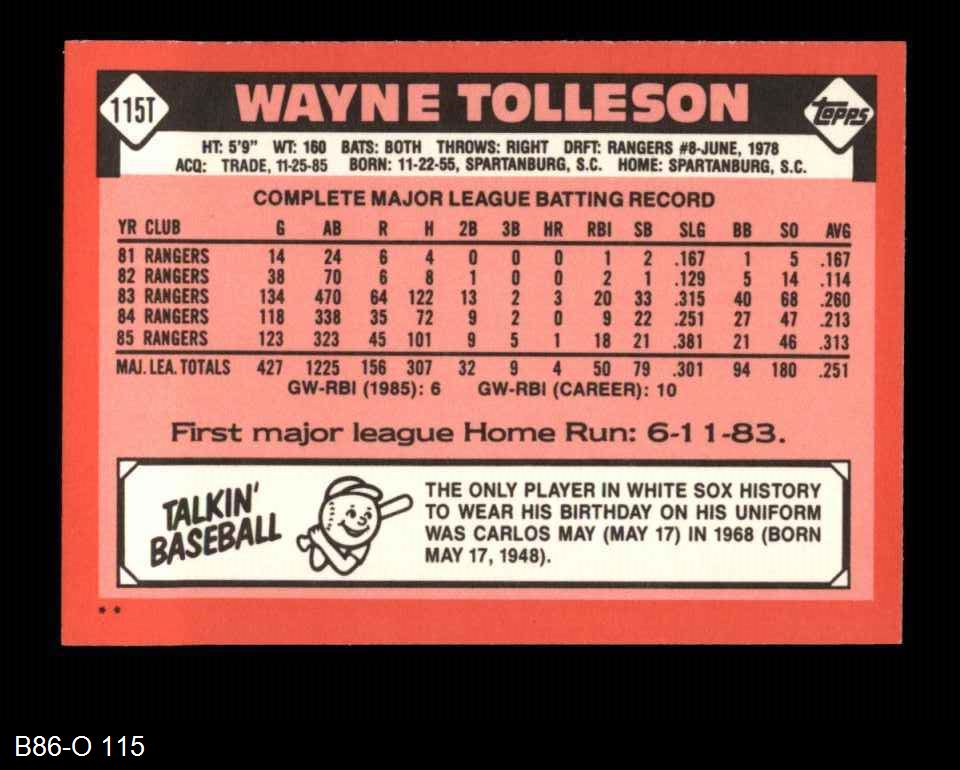 115T
WAYNE TOLLESON
Topps
HT: 5'9" WT: 160 BATS: BOTH THROWS: RIGHT DRFT: RANGERS #8-JUNE, 1978
ACQ: TRADE, 11-25-85 BORN: 11-22-55, SPARTANBURG, S.C. HOME: SPARTANBURG, S.C.
COMPLETE MAJOR LEAGUE BATTING RECORD
YR CLUB G AB R H 2B 3B HR RBI SB SLG BB SO AVG
81 RANGERS 14 24 6 4 0 0 0 1 2 .167 1 5 .167
82 RANGERS 38 70 6 8 1 0 0 2 1 .129 5 14 .114
83 RANGERS 134 470 64 122 13 2 3 20 33 .315 40 68 .260
84 RANGERS 118 338 35 72 9 2 0 9 22 .251 27 47 .213
85 RANGERS 123 323 45 101 9 5 1 18 21 .381 21 46 .313
MAJ. LEA. TOTALS 427 1225 156 307 32 9 4 50 79 .301 94 180 .251
GW-RBI (1985): 6 GW-RBI (CAREER): 10
First major league Home Run: 6-11-83.
TALKIN'
BASEBALL
THE ONLY PLAYER IN WHITE SOX HISTORY
TO WEAR HIS BIRTHDAY ON HIS UNIFORM
WAS CARLOS MAY (MAY 17) IN 1968 (BORN
MAY 17, 1948).
* *
B86-O 115